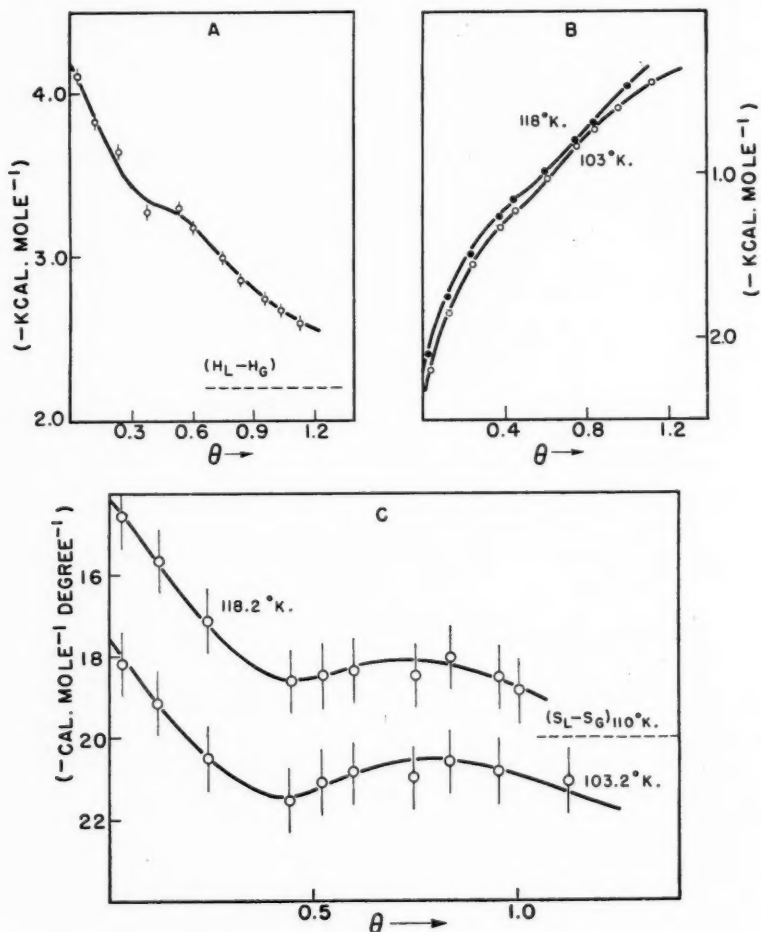 A
(-KCAL. MOLE⁻¹)
4.0
3.0
2.0
(H_L-H_G)
0.3
0.6
0.9
1.2
θ→
B
118°K.
103°K.
1.0
2.0
(-KCAL. MOLE⁻¹)
0.4
0.8
1.2
θ→
C
(-CAL. MOLE⁻¹ DEGREE⁻¹)
16
18
20
22
118.2°K.
(S_L-S_G)110°K.
103.2°K.
0.5
1.0
θ→